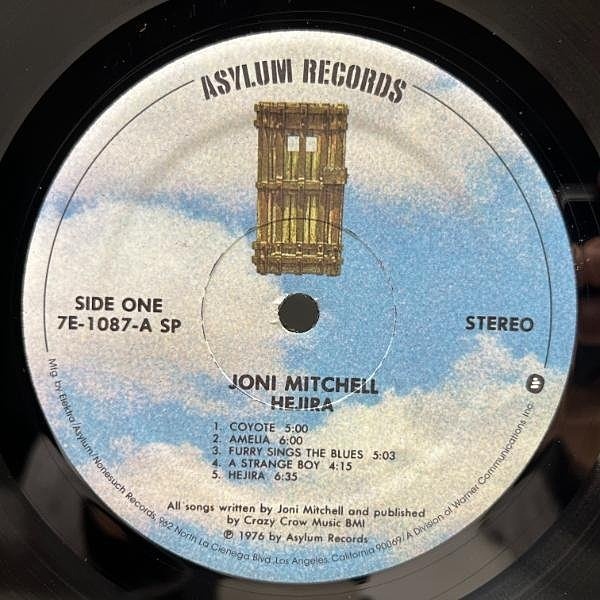 ASYLUM RECORDS
SIDE ONE
7E-1087-A SP
STEREO
JONI MITCHELL
HEJIRA
1. COYOTE 5:00
2. AMELIA 6:00
3. FURRY SINGS THE BLUES 5:03
4. A STRANGE BOY 4:15
5. HEJIRA 6:35
All songs written by Joni Mitchell and published
by Crazy Crow Music BMI
℗ 1976 by Asylum Records
Mfg. by Elektra/Asylum/Nonesuch Records, 962 North La Cienega Blvd., Los Angeles, California 90069/A Division of Warner Communications Inc.